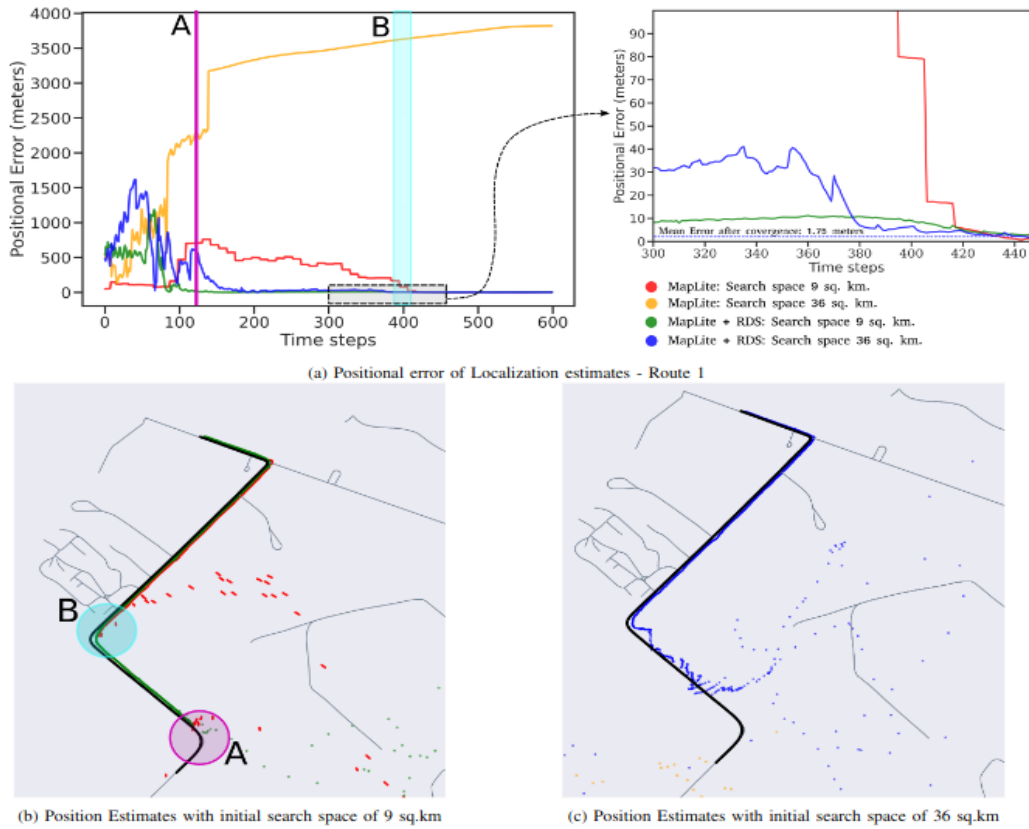 A
B
Positional Error (meters)
4000
3500
3000
2500
2000
1500
1000
500
0
0 100 200 300 400 500 600
Time steps
Positional Error (meters)
90
80
70
60
50
40
30
20
10
0
Mean Error after covergence: 1.75 meters
300 320 340 360 380 400 420 440
Time steps
MapLite: Search space 9 sq. km.
MapLite: Search space 36 sq. km.
MapLite + RDS: Search space 9 sq. km.
MapLite + RDS: Search space 36 sq. km.
(a) Positional error of Localization estimates - Route 1
B
A
(b) Position Estimates with initial search space of 9 sq.km
(c) Position Estimates with initial search space of 36 sq.km